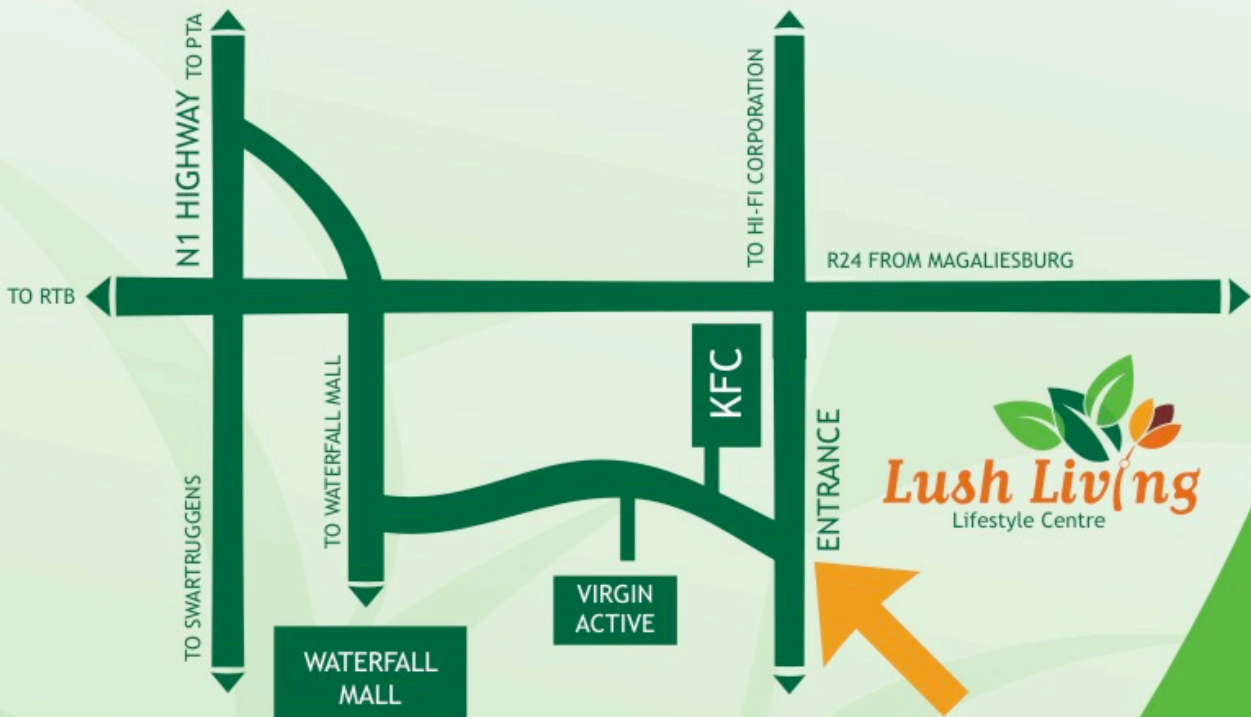 N1 HIGHWAY TO PTA
TO HI-FI CORPORATION
R24 FROM MAGALIESBURG
TO RTB
TO SWARTRUGGENS
TO WATERFALL MALL
KFC
ENTRANCE
Lush Living
Lifestyle Centre
VIRGIN
ACTIVE
WATERFALL
MALL